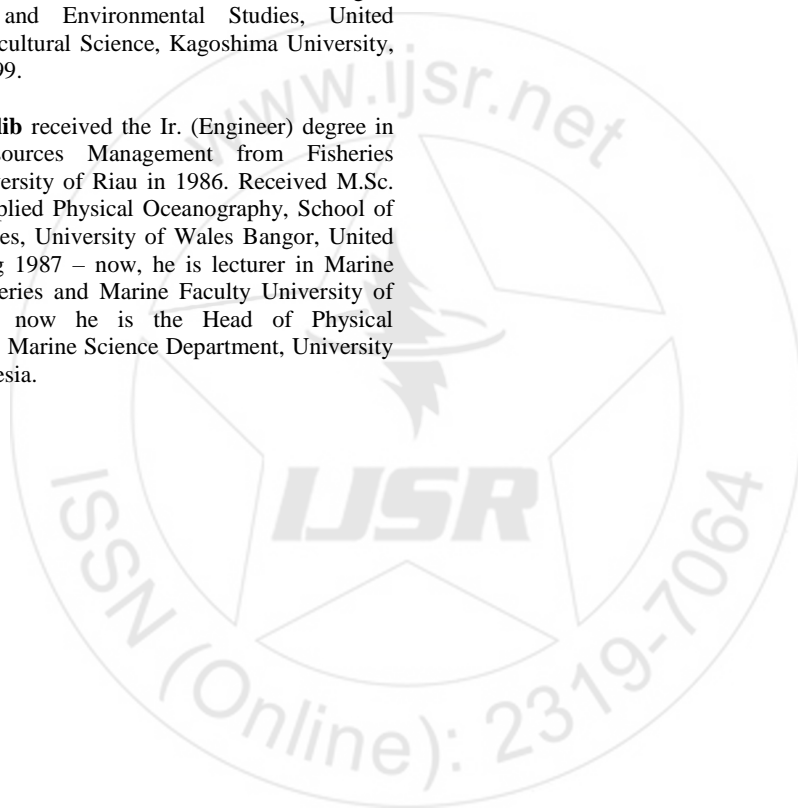 and Environmental Studies, United
cultural Science, Kagoshima University,
99.
lib received the Ir. (Engineer) degree in
sources Management from Fisheries
versity of Riau in 1986. Received M.Sc.
plied Physical Oceanography, School of
es, University of Wales Bangor, United
g 1987 – now, he is lecturer in Marine
eries and Marine Faculty University of
now he is the Head of Physical
Marine Science Department, University
esia.
www.ijsr.net
IJSR
ISSN (Online): 2319-7064